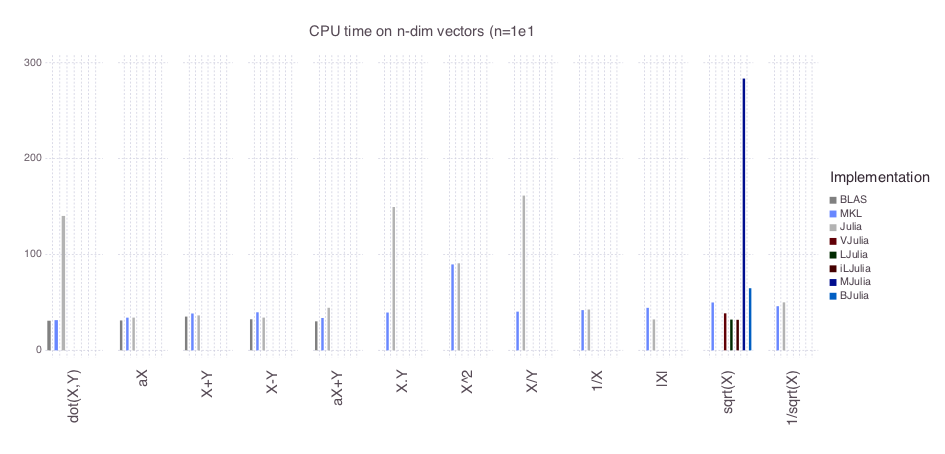 CPU time on n-dim vectors (n=1e1
300
200
100
0
dot(X,Y)
aX
X+Y
X-Y
aX+Y
X.Y
X^2
X/Y
1/X
|X|
sqrt(X)
1/sqrt(X)
Implementation
BLAS
MKL
Julia
VJulia
LJulia
iLJulia
MJulia
BJulia